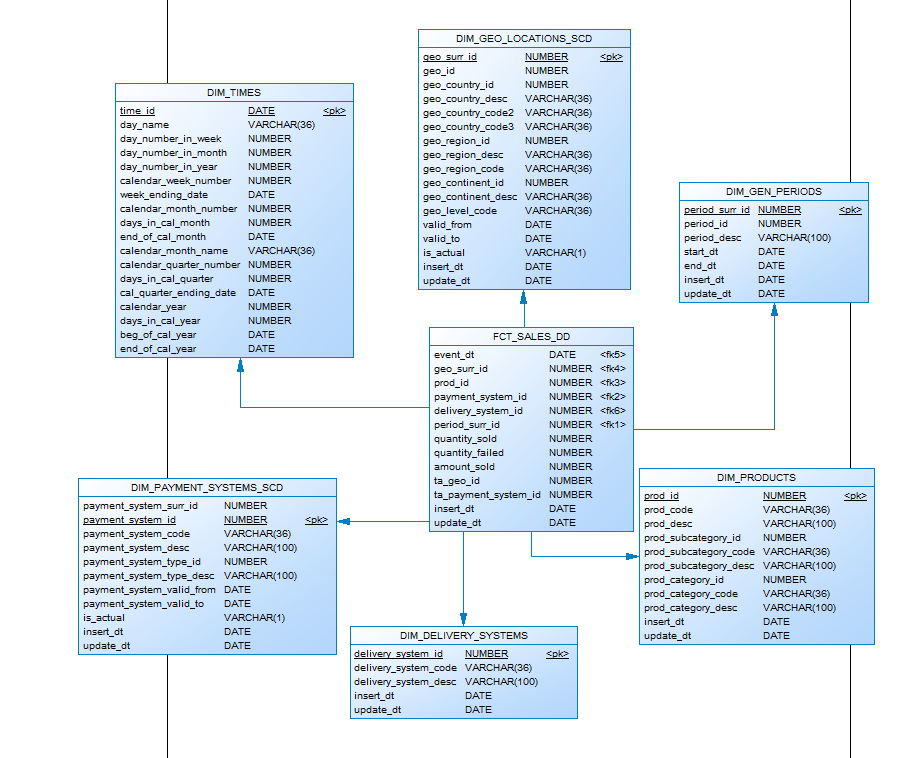 DIM_GEO_LOCATIONS_SCD
geo_surr_id NUMBER <pk>
geo_id NUMBER
geo_country_id NUMBER
geo_country_desc VARCHAR(36)
geo_country_code2 VARCHAR(36)
geo_country_code3 VARCHAR(36)
geo_region_id NUMBER
geo_region_desc VARCHAR(36)
geo_region_code VARCHAR(36)
geo_continent_id NUMBER
geo_continent_desc VARCHAR(36)
geo_level_code VARCHAR(36)
valid_from DATE
valid_to DATE
is_actual VARCHAR(1)
insert_dt DATE
update_dt DATE
DIM_TIMES
time_id DATE <pk>
day_name VARCHAR(36)
day_number_in_week NUMBER
day_number_in_month NUMBER
day_number_in_year NUMBER
calendar_week_number NUMBER
week_ending_date DATE
calendar_month_number NUMBER
days_in_cal_month NUMBER
end_of_cal_month DATE
calendar_month_name VARCHAR(36)
calendar_quarter_number NUMBER
days_in_cal_quarter NUMBER
cal_quarter_ending_date DATE
calendar_year NUMBER
days_in_cal_year NUMBER
beg_of_cal_year DATE
end_of_cal_year DATE
DIM_GEN_PERIODS
period_surr_id NUMBER <pk>
period_id NUMBER
period_desc VARCHAR(100)
start_dt DATE
end_dt DATE
insert_dt DATE
update_dt DATE
FCT_SALES_DD
event_dt DATE <fk5>
geo_surr_id NUMBER <fk4>
prod_id NUMBER <fk3>
payment_system_id NUMBER <fk2>
delivery_system_id NUMBER <fk6>
period_surr_id NUMBER <fk1>
quantity_sold NUMBER
quantity_failed NUMBER
amount_sold NUMBER
ta_geo_id NUMBER
ta_payment_system_id NUMBER
insert_dt DATE
update_dt DATE
DIM_PAYMENT_SYSTEMS_SCD
payment_system_surr_id NUMBER
payment_system_id NUMBER <pk>
payment_system_code VARCHAR(36)
payment_system_desc VARCHAR(100)
payment_system_type_id NUMBER
payment_system_type_desc VARCHAR(100)
payment_system_valid_from DATE
payment_system_valid_to DATE
is_actual VARCHAR(1)
insert_dt DATE
update_dt DATE
DIM_PRODUCTS
prod_id NUMBER <pk>
prod_code VARCHAR(36)
prod_desc VARCHAR(100)
prod_subcategory_id NUMBER
prod_subcategory_code VARCHAR(36)
prod_subcategory_desc VARCHAR(100)
prod_category_id NUMBER
prod_category_code VARCHAR(36)
prod_category_desc VARCHAR(100)
insert_dt DATE
update_dt DATE
DIM_DELIVERY_SYSTEMS
delivery_system_id NUMBER <pk>
delivery_system_code VARCHAR(36)
delivery_system_desc VARCHAR(100)
insert_dt DATE
update_dt DATE